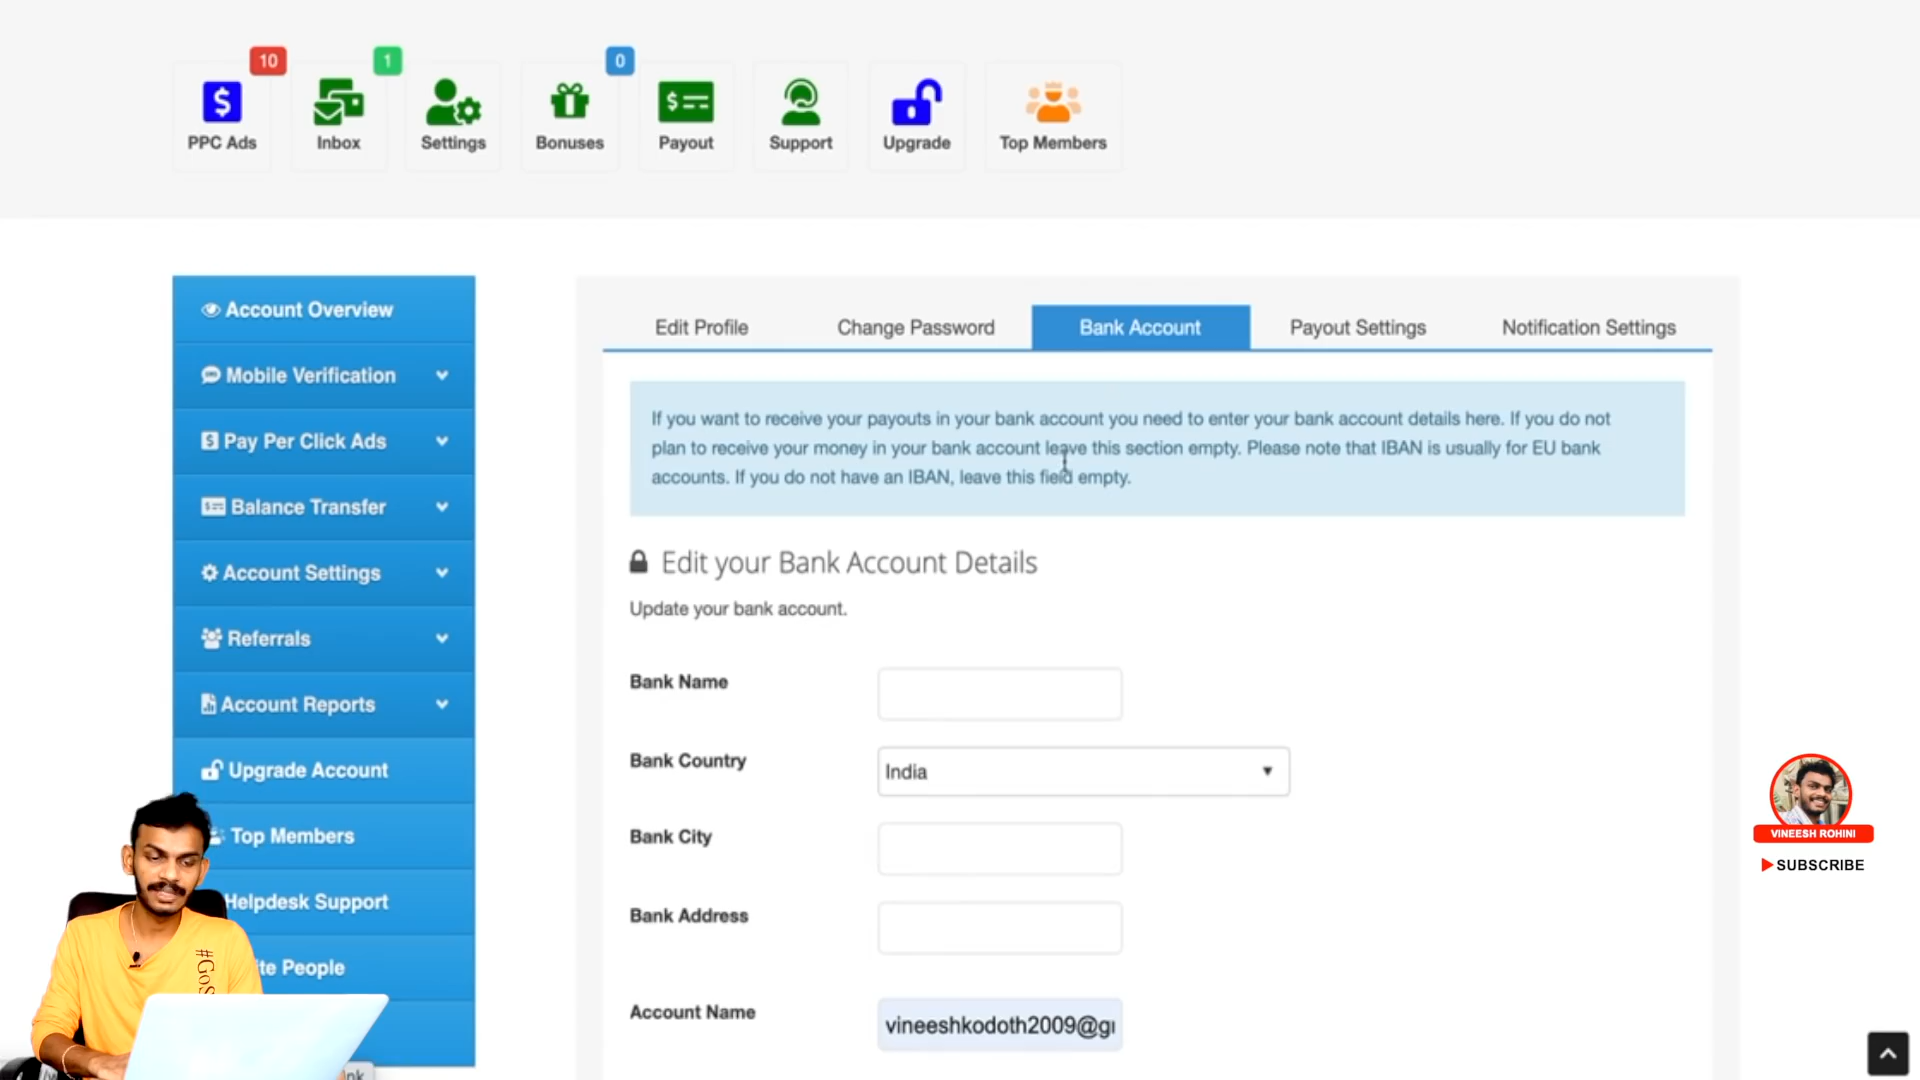 10
1
0
PPC Ads
Inbox
Settings
Bonuses
Payout
Support
Upgrade
Top Members
Account Overview
Mobile Verification
Pay Per Click Ads
Balance Transfer
Account Settings
Referrals
Account Reports
Upgrade Account
Top Members
Helpdesk Support
ite People
Edit Profile
Change Password
Bank Account
Payout Settings
Notification Settings
If you want to receive your payouts in your bank account you need to enter your bank account details here. If you do not
plan to receive your money in your bank account leave this section empty. Please note that IBAN is usually for EU bank
accounts. If you do not have an IBAN, leave this field empty.
Edit your Bank Account Details
Update your bank account.
Bank Name
Bank Country
India
Bank City
Bank Address
Account Name
vineeshkodoth2009@g
#GoS
VINEESH ROHINI
SUBSCRIBE